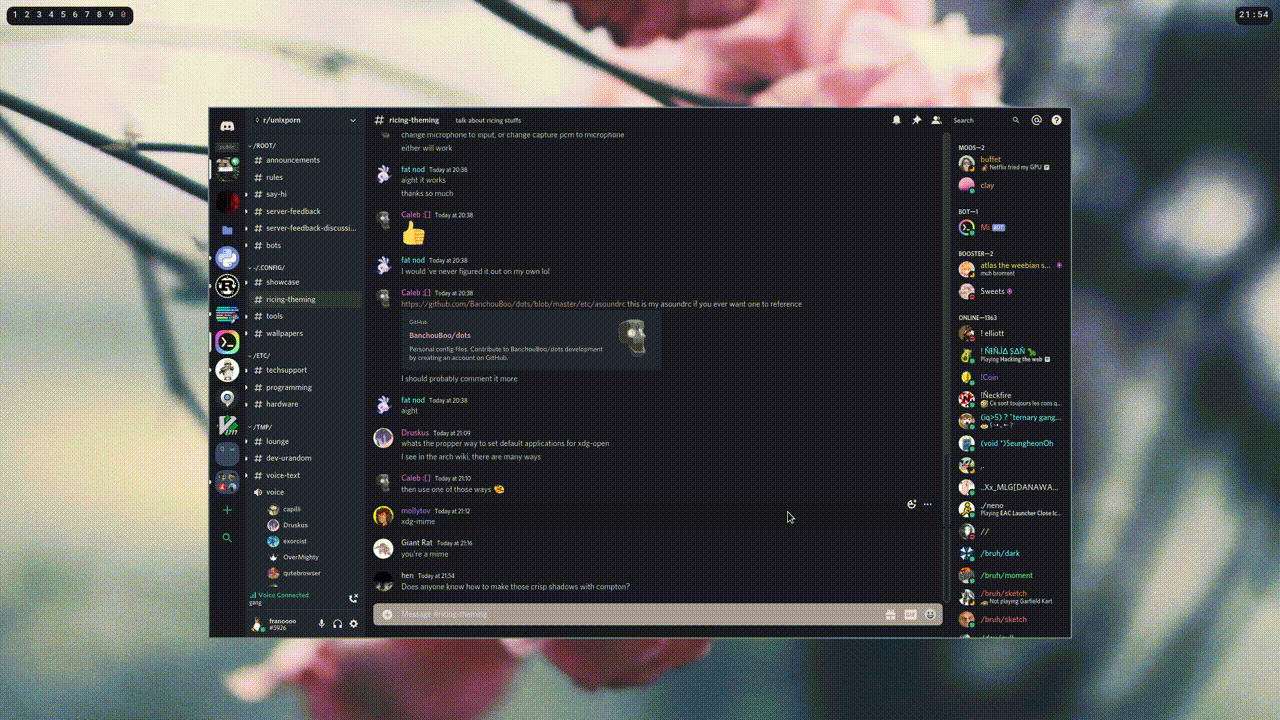 1 2 3 4 5 6 7 8 9 0
21:54
r/unixporn
public
/ROOT/
announcements
rules
say-hi
server-feedback
server-feedback-discussi...
bots
~/.CONFIG/
showcase
ricing-theming
tools
wallpapers
/ETC/
techsupport
programming
hardware
/TMP/
lounge
dev-urandom
voice-text
voice
capilli
Druskus
exorcist
OverMighty
qutebrowser
Voice Connected
gang
franoooo
#5926
# ricing-theming talk about ricing stuffs
Search
change microphone to input, or change capture pcm to microphone
either will work
fat nod Today at 20:38
aight it works
thanks so much
Caleb :[] Today at 20:38
fat nod Today at 20:38
I would 've never figured it out on my own lol
Caleb :[] Today at 20:38
https://github.com/BanchouBoo/dots/blob/master/etc/asoundrc this is my asoundrc if you ever want one to reference
GitHub
BanchouBoo/dots
Personal config files. Contribute to BanchouBoo/dots development
by creating an account on GitHub.
I should probably comment it more
fat nod Today at 20:38
aight
Druskus Today at 21:09
whats the propper way to set default applications for xdg-open
I see in the arch wiki, there are many ways
Caleb :[] Today at 21:10
then use one of those ways
mollytov Today at 21:12
xdg-mime
Giant Rat Today at 21:16
you're a mime
hen Today at 21:54
Does anyone know how to make those crisp shadows with compton?
Message #ricing-theming
GIF
MODS—2
buffet
Netflix fried my GPU
clay
BOT—1
Mi BOT
BOOSTER—2
atlas the weebian s...
muh broment
Sweets
ONLINE—1363
! elliott
Playing Hacking the web
!Coin
!Neckfire
Ce sont toujours les cons q...
(iq>5) ? "ternary gang...
(void *)SeungheonOh
..Xx_MLG[DANAWA...
./neno
Playing EAC Launcher Close Ic...
//
/bruh/dark
/bruh/moment
/bruh/sketch
Not playing Garfield Kart
/bruh/sketch